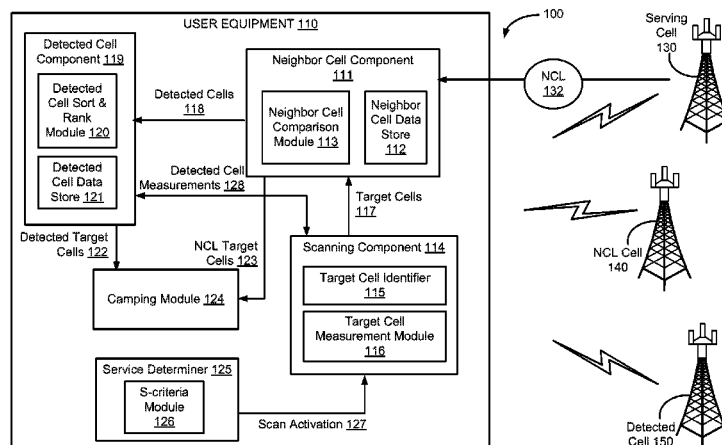 USER EQUIPMENT 110
100
Serving
Cell
130
Detected Cell
Component 119
Detected
Cell Sort &
Rank Module
120
Detected
Cell Data
Store 121
Detected Cells
118
Neighbor Cell Component
111
Neighbor Cell
Comparison
Module 113
Neighbor
Cell Data
Store 112
NCL
132
Detected Cell
Measurements 128
Target Cells
117
Detected Target
Cells 122
NCL Target
Cells 123
Scanning Component 114
Target Cell Identifier
115
Target Cell
Measurement Module
116
NCL Cell
140
Camping Module 124
Service Determiner 125
S-criteria
Module
126
Scan Activation 127
Detected
Cell 150